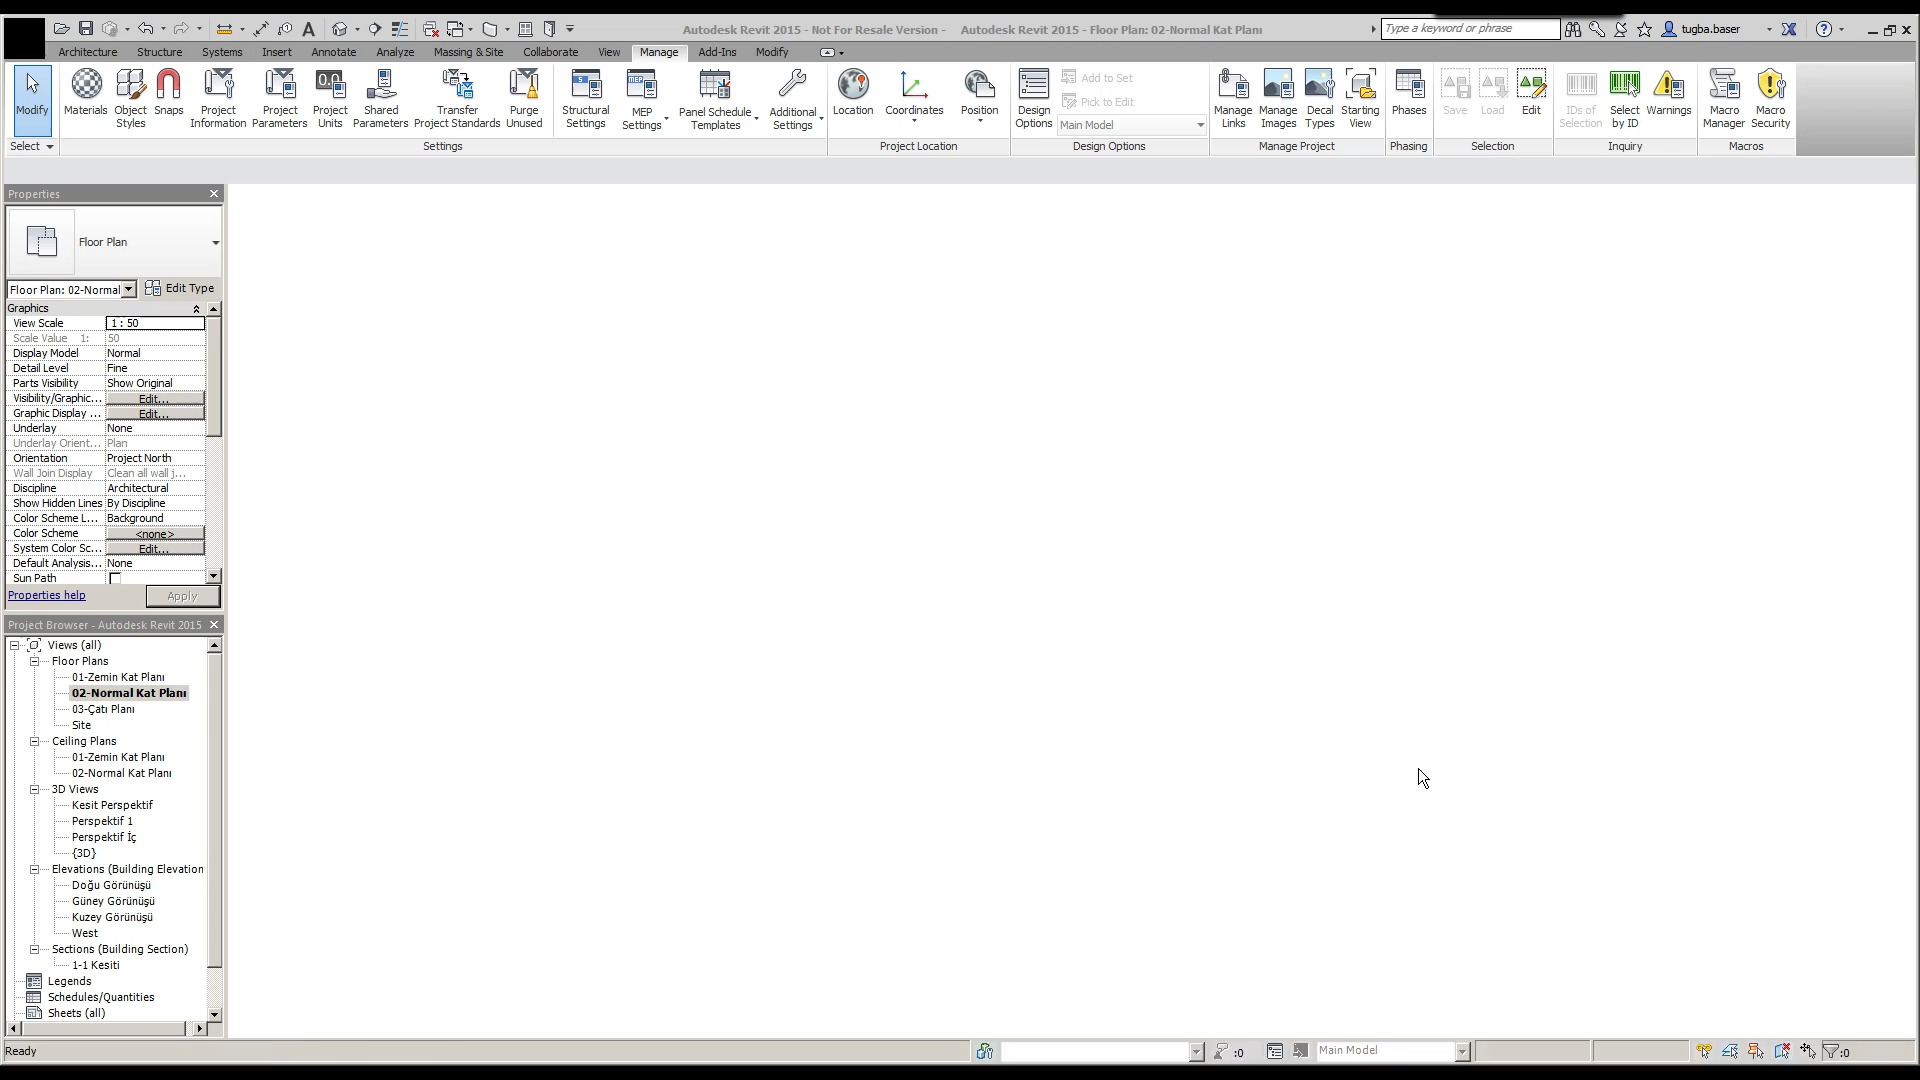 Autodesk Revit 2015 - Not For Resale Version - Autodesk Revit 2015 - Floor Plan: 02-Normal Kat Planı
Type a keyword or phrase
tugba.baser
Architecture Structure Systems Insert Annotate Analyze Massing & Site Collaborate View Manage Add-Ins Modify
Modify
Materials
Object Styles
Snaps
Project Information
Project Parameters
Project Units
Shared Parameters
Transfer Project Standards
Purge Unused
Structural Settings
MEP Settings
Panel Schedule Templates
Additional Settings
Location
Coordinates
Position
Design Options
Add to Set
Pick to Edit
Main Model
Manage Links
Manage Images
Decal Types
Starting View
Phases
Save
Load
Edit
IDs of Selection
Select by ID
Warnings
Macro Manager
Macro Security
Select
Settings
Project Location
Design Options
Manage Project
Phasing
Selection
Inquiry
Macros
Properties
Floor Plan
Floor Plan: 02-Normal
Edit Type
Graphics
View Scale 1 : 50
Scale Value 1: 50
Display Model Normal
Detail Level Fine
Parts Visibility Show Original
Visibility/Graphic... Edit...
Graphic Display ... Edit...
Underlay None
Underlay Orient... Plan
Orientation Project North
Wall Join Display Clean all wall j...
Discipline Architectural
Show Hidden Lines By Discipline
Color Scheme L... Background
Color Scheme <none>
System Color Sc... Edit...
Default Analysis... None
Sun Path
Properties help
Apply
Project Browser - Autodesk Revit 2015
Views (all)
Floor Plans
01-Zemin Kat Planı
02-Normal Kat Planı
03-Çatı Planı
Site
Ceiling Plans
01-Zemin Kat Planı
02-Normal Kat Planı
3D Views
Kesit Perspektif
Perspektif 1
Perspektif İç
{3D}
Elevations (Building Elevation
Doğu Görünüşü
Güney Görünüşü
Kuzey Görünüşü
West
Sections (Building Section)
1-1 Kesiti
Legends
Schedules/Quantities
Sheets (all)
Ready
:0
Main Model
:0